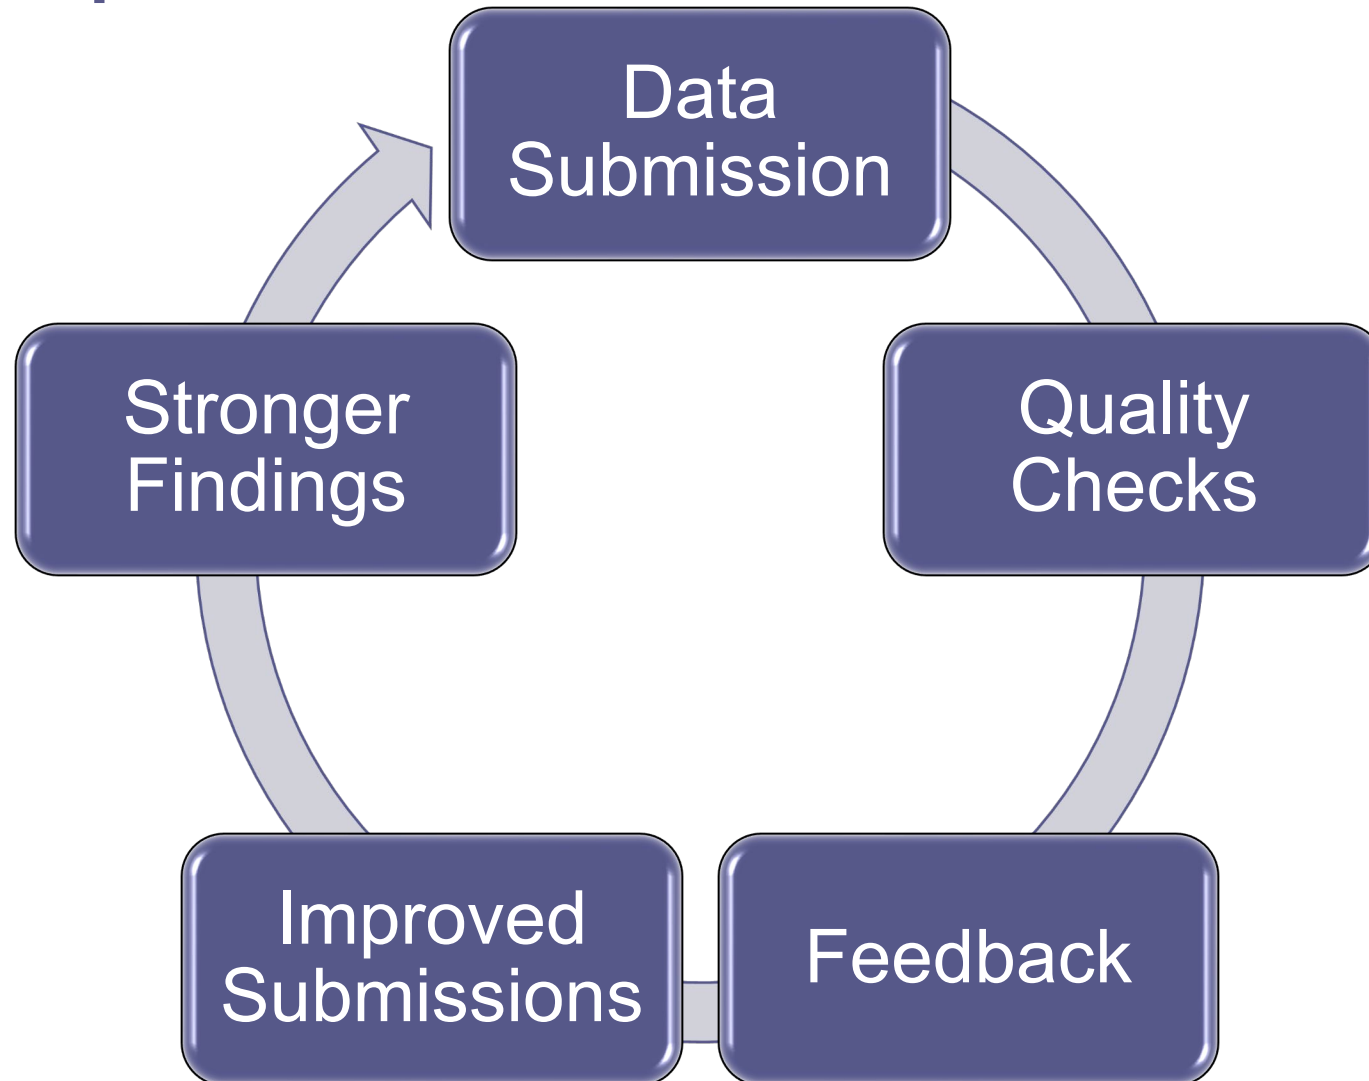 Data
Submission
Quality
Checks
Feedback
Improved
Submissions
Stronger
Findings